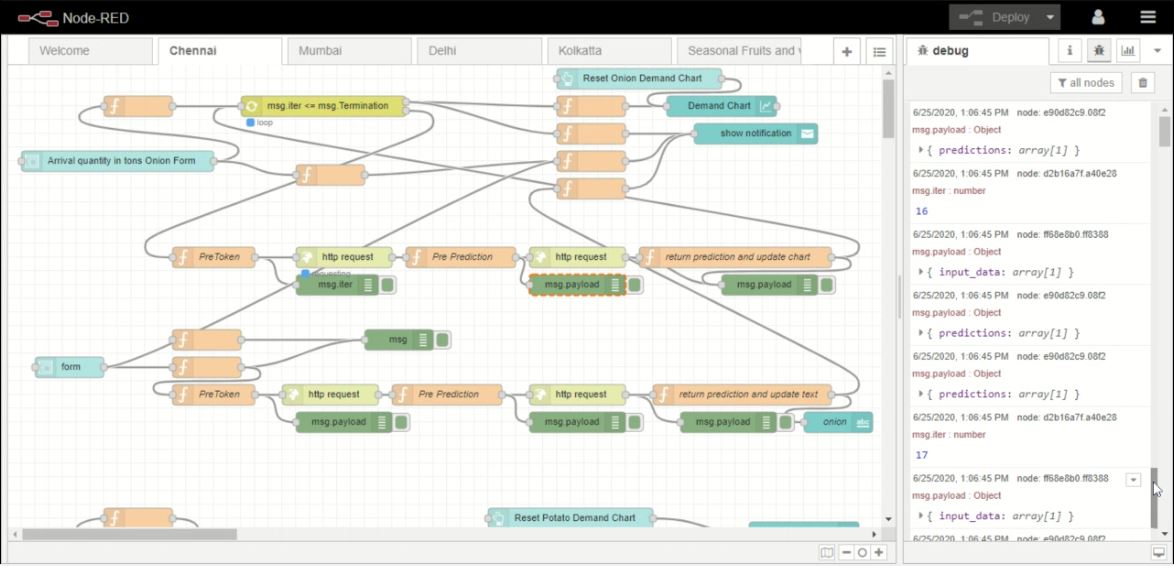 Node-RED
Deploy
Welcome
Chennai
Mumbai
Delhi
Kolkatta
Seasonal Fruits and v
debug
i
all nodes
Reset Onion Demand Chart
f
msg.iter <= msg.Termination
f
Demand Chart
loop
f
show notification
Arrival quantity in tons Onion Form
f
f
f
f PreToken
http request
f Pre Prediction
http request
f return prediction and update chart
requesting
msg.iter
msg.payload
msg.payload
f
msg
form
f
f PreToken
http request
f Pre Prediction
http request
f return prediction and update text
msg.payload
msg.payload
msg.payload
onion abc
f
Reset Potato Demand Chart
6/25/2020, 1:06:45 PM node: e90d82c9.08f2
msg.payload : Object
{ predictions: array[1] }
6/25/2020, 1:06:45 PM node: d2b16a7f.a40e28
msg.iter : number
16
6/25/2020, 1:06:45 PM node: ff68e8b0.ff8388
msg.payload : Object
{ input_data: array[1] }
6/25/2020, 1:06:45 PM node: e90d82c9.08f2
msg.payload : Object
{ predictions: array[1] }
6/25/2020, 1:06:45 PM node: e90d82c9.08f2
msg.payload : Object
{ predictions: array[1] }
6/25/2020, 1:06:45 PM node: d2b16a7f.a40e28
msg.iter : number
17
6/25/2020, 1:06:45 PM node: ff68e8b0.ff8388
msg.payload : Object
{ input_data: array[1] }
6/25/2020, 1:06:45 PM node: e90d82c9.08f2